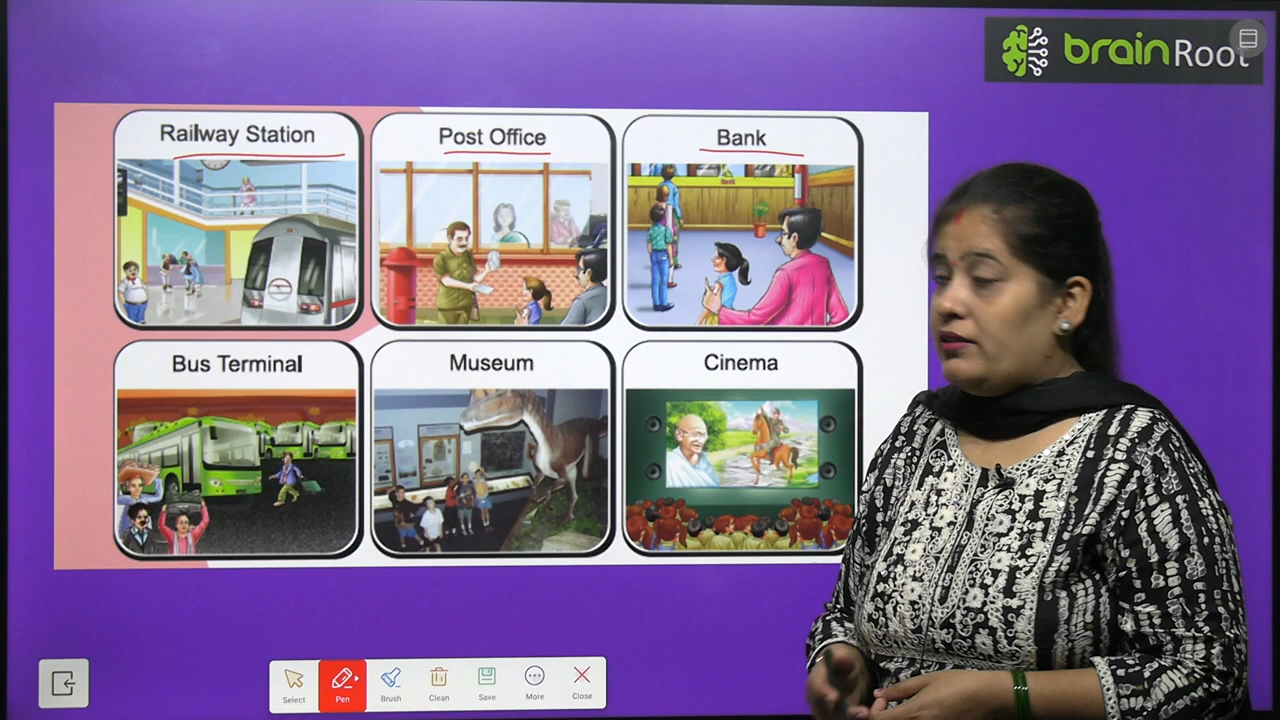 brainRoot
Railway Station
Post Office
Bank
Bus Terminal
Museum
Cinema
Select
Pen
Brush
Clean
Save
More
Close